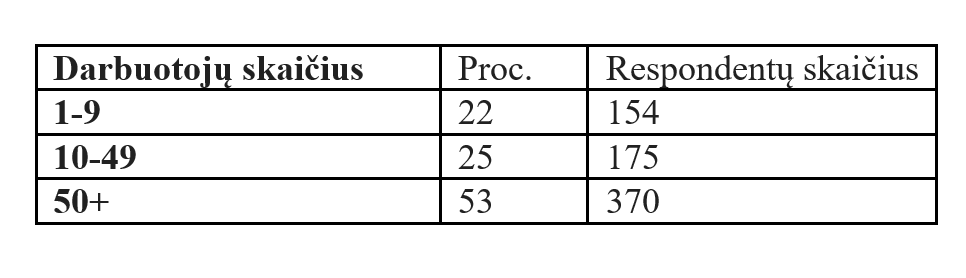 Darbuotojų skaičius Proc. Respondentų skaičius
1-9 22 154
10-49 25 175
50+ 53 370